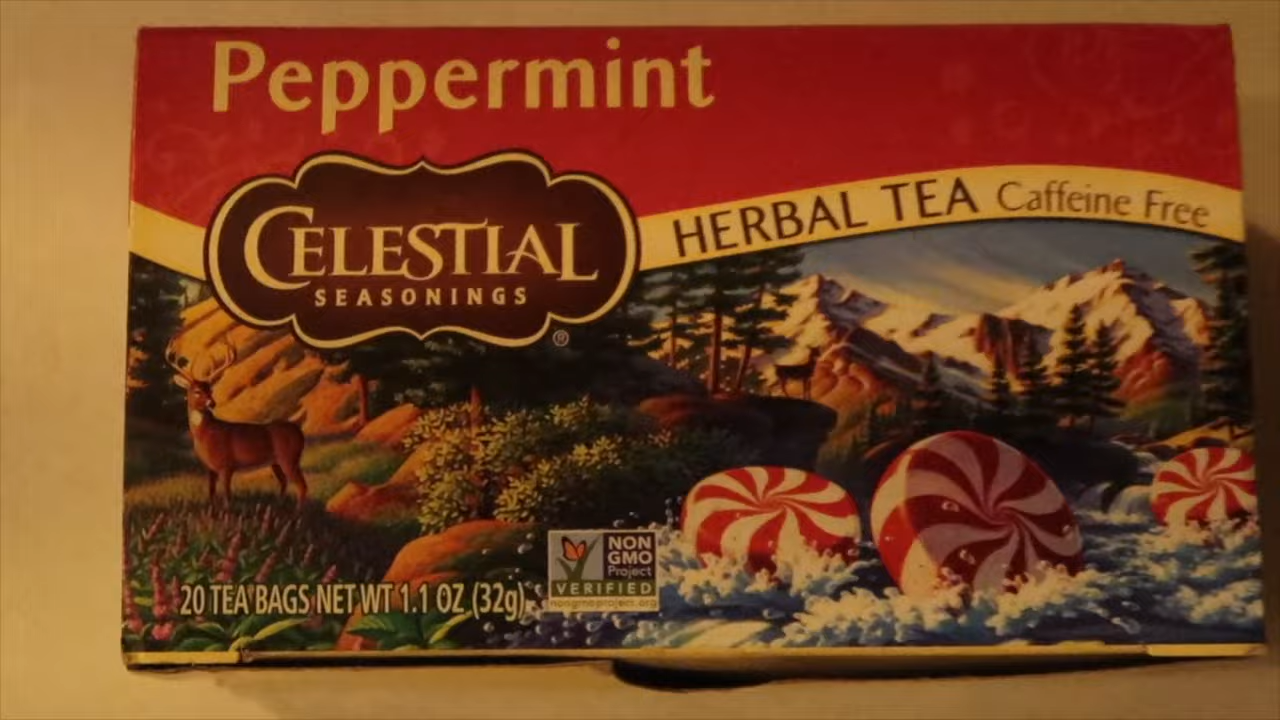 Peppermint
CELESTIAL
SEASONINGS
®
HERBAL TEA Caffeine Free
NON
GMO
Project
VERIFIED
nongmoproject.org
20 TEA BAGS NET WT 1.1 OZ (32g)